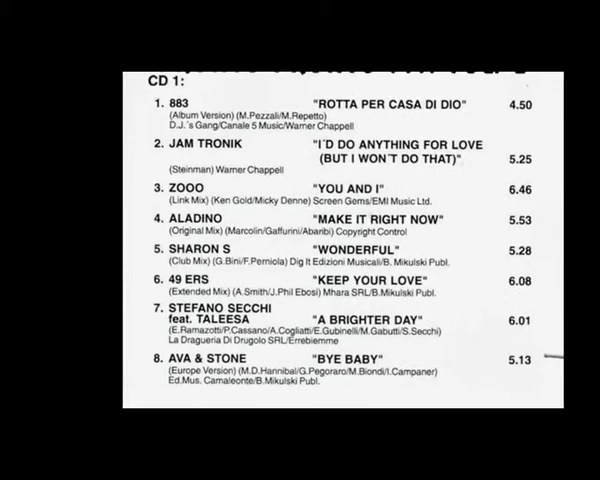 CD 1:
1. 883 "ROTTA PER CASA DI DIO" 4.50
(Album Version) (M.Pezzali/M.Repetto)
D.J.´s Gang/Canale 5 Music/Warner Chappell
2. JAM TRONIK "I´D DO ANYTHING FOR LOVE
(BUT I WON´T DO THAT)" 5.25
(Steinman) Warner Chappell
3. ZOOO "YOU AND I" 6.46
(Link Mix) (Ken Gold/Micky Denne) Screen Gems/EMI Music Ltd.
4. ALADINO "MAKE IT RIGHT NOW" 5.53
(Original Mix) (Marcolin/Gaffurini/Abaribi) Copyright Control
5. SHARON S "WONDERFUL" 5.28
(Club Mix) (G.Bini/F.Perniola) Dig It Edizioni Musicali/B. Mikulski Publ.
6. 49 ERS "KEEP YOUR LOVE" 6.08
(Extended Mix) (A.Smith/J.Phil Ebosi) Mhara SRL/B.Mikulski Publ.
7. STEFANO SECCHI
feat. TALEESA "A BRIGHTER DAY" 6.01
(E.Ramazotti/P.Cassano/A.Cogliatti/E.Gubinelli/M.Gabutti/S.Secchi)
La Dragueria Di Drugolo SRL/Errebiemme
8. AVA & STONE "BYE BABY" 5.13
(Europe Version) (M.D.Hannibal/G.Pegoraro/M.Biondi/I.Campaner)
Ed.Mus. Camaleonte/B.Mikulski Publ.